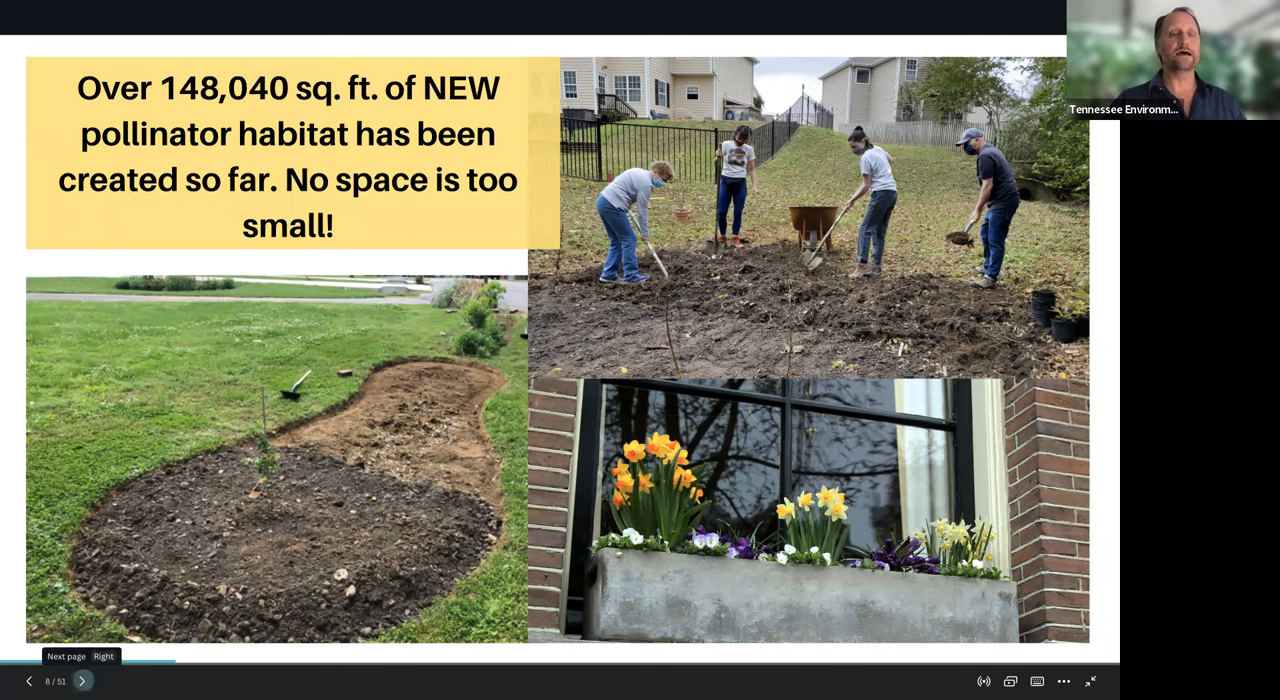 Over 148,040 sq. ft. of NEW
pollinator habitat has been
created so far. No space is too
small!
Tennessee Environm...
Next page Right
8 / 51